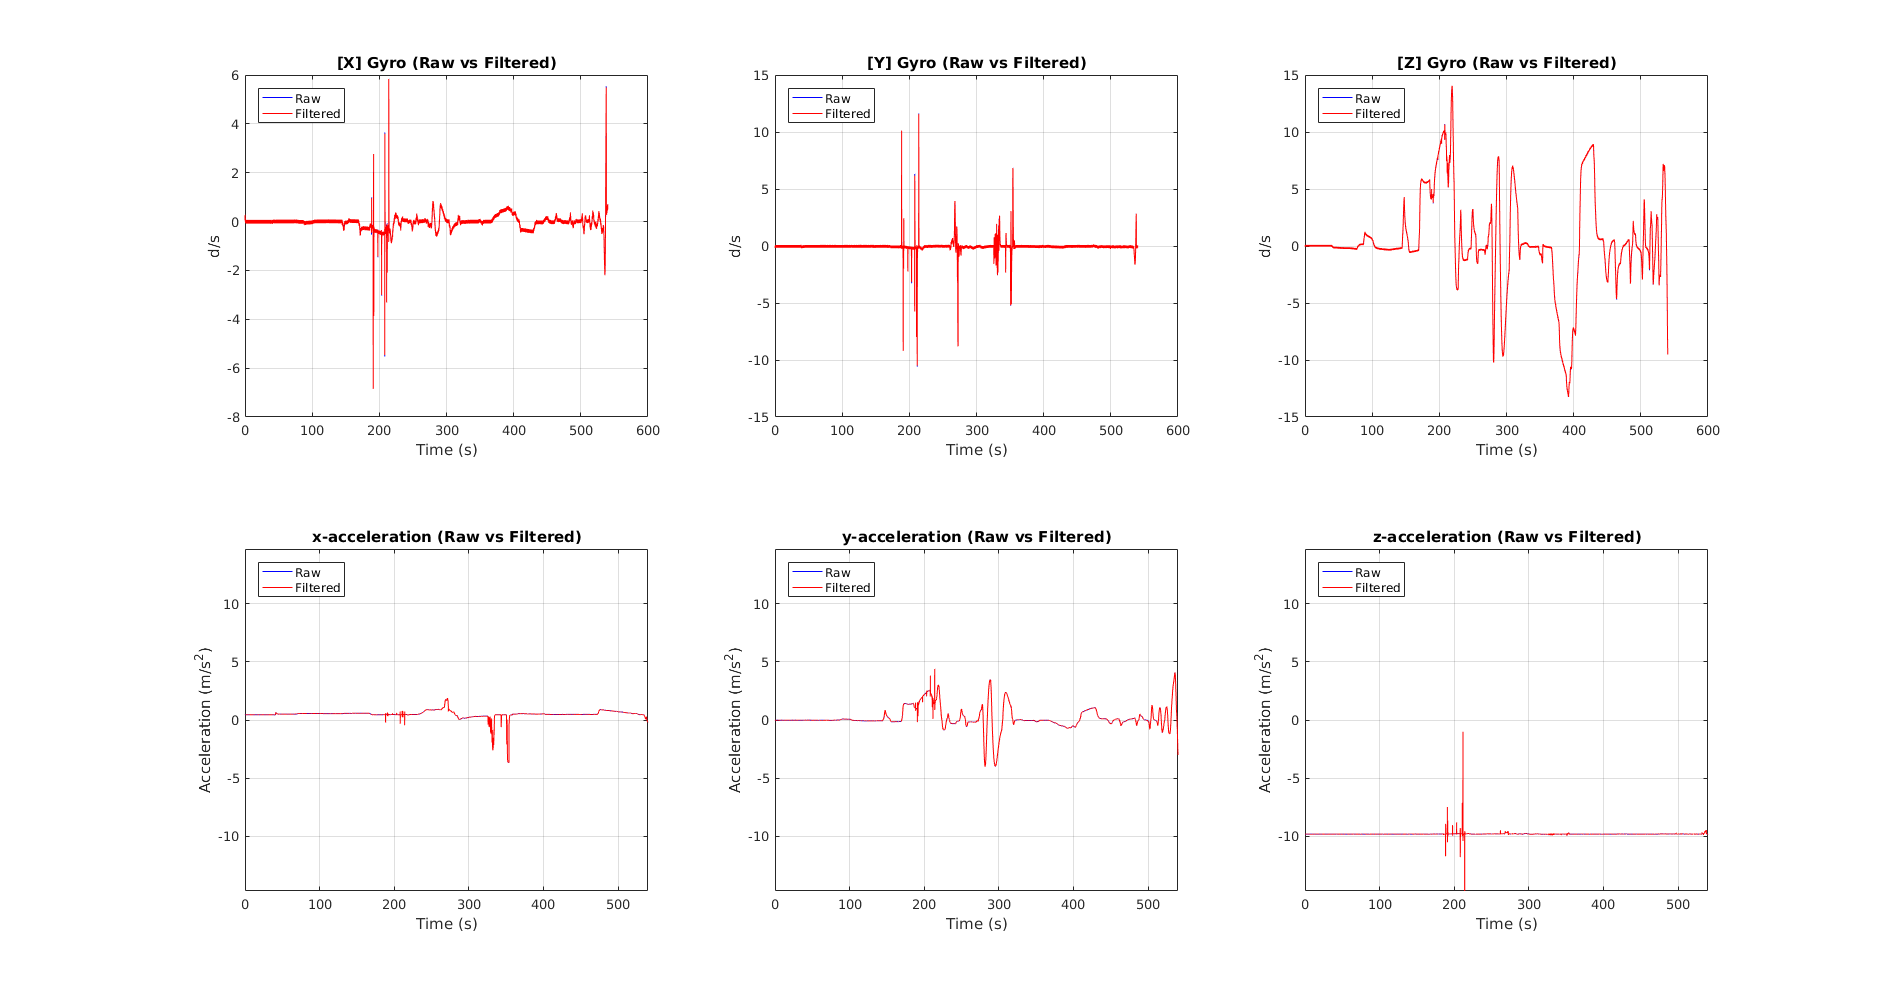 [X] Gyro (Raw vs Filtered)
6
4
2
0
-2
-4
-6
-8
d/s
Raw
Filtered
0 100 200 300 400 500 600
Time (s)
[Y] Gyro (Raw vs Filtered)
15
10
5
0
-5
-10
-15
d/s
Raw
Filtered
0 100 200 300 400 500 600
Time (s)
[Z] Gyro (Raw vs Filtered)
15
10
5
0
-5
-10
-15
d/s
Raw
Filtered
0 100 200 300 400 500 600
Time (s)
x-acceleration (Raw vs Filtered)
10
5
0
-5
-10
Acceleration (m/s²)
Raw
Filtered
0 100 200 300 400 500
Time (s)
y-acceleration (Raw vs Filtered)
10
5
0
-5
-10
Acceleration (m/s²)
Raw
Filtered
0 100 200 300 400 500
Time (s)
z-acceleration (Raw vs Filtered)
10
5
0
-5
-10
Acceleration (m/s²)
Raw
Filtered
0 100 200 300 400 500
Time (s)